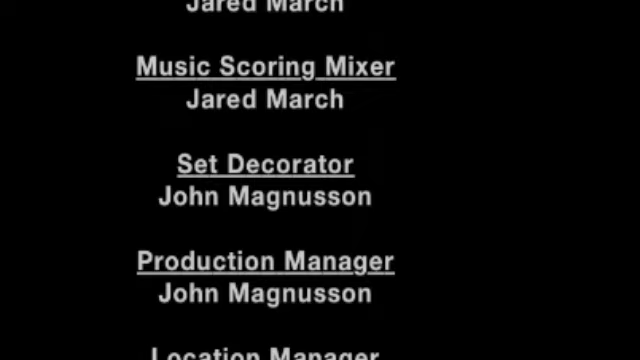 Jared March
Music Scoring Mixer
Jared March
Set Decorator
John Magnusson
Production Manager
John Magnusson
Location Manager